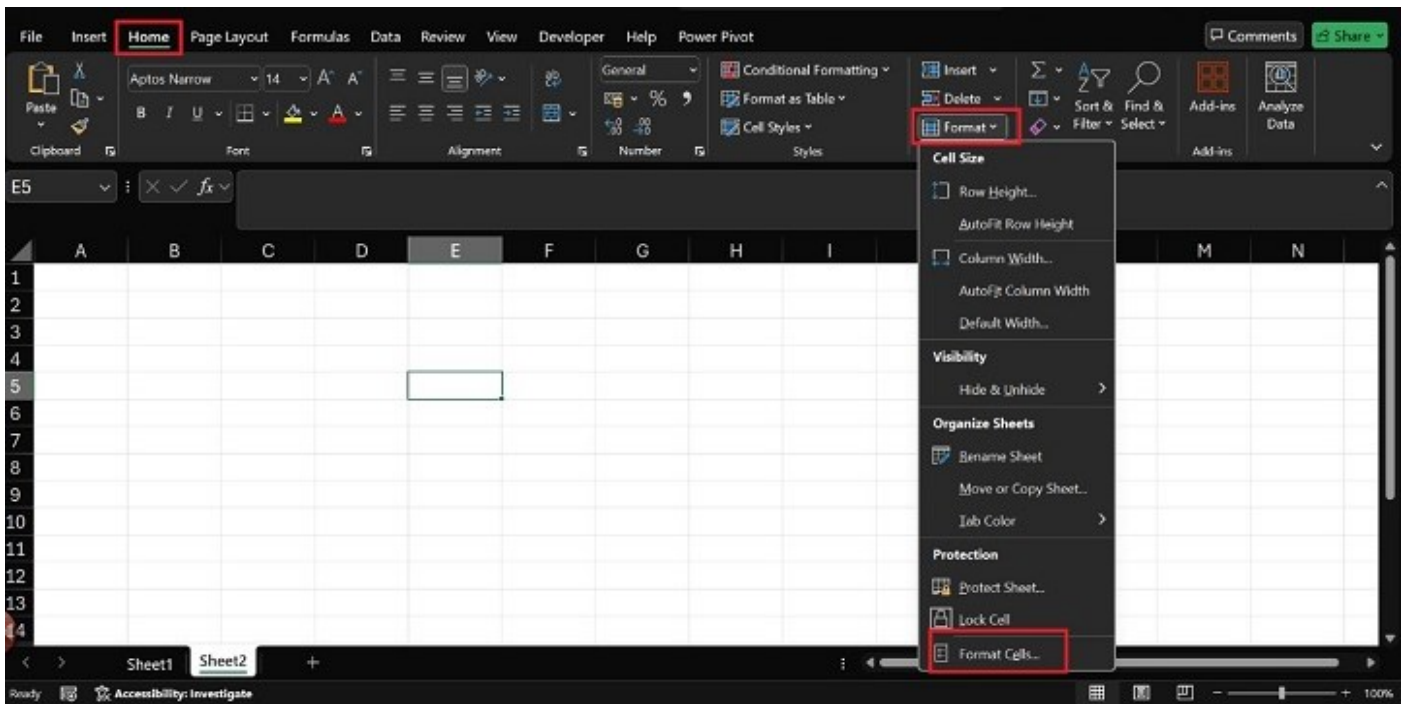 File Insert Home Page Layout Formulas Data Review View Developer Help Power Pivot Comments Share
Paste
Clipboard
Aptos Narrow 14 A^ A˅
B I U A
Font
ab
Alignment
General
% 9
.00 .00
Number
Conditional Formatting
Format as Table
Cell Styles
Styles
Insert
Delete
Format
Σ
Sort & Filter
Find & Select
Add-ins
Add-ins
Analyze Data
E5 fx
A B C D E F G H I M N
1
2
3
4
5
6
7
8
9
10
11
12
13
14
Cell Size
Row Height...
AutoFit Row Height
Column Width...
AutoFit Column Width
Default Width...
Visibility
Hide & Unhide
Organize Sheets
Rename Sheet
Move or Copy Sheet...
Tab Color
Protection
Protect Sheet...
Lock Cell
Format Cells...
Sheet1 Sheet2 +
Ready Accessibility: Investigate 100%